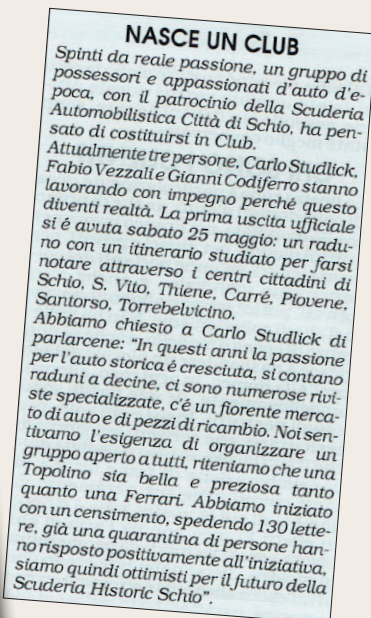 NASCE UN CLUB
Spinti da reale passione, un gruppo di
possessori e appassionati d'auto d'e-
poca, con il patrocinio della Scuderia
Automobilistica Città di Schio, ha pen-
sato di costituirsi in Club.
Attualmente tre persone, Carlo Studlick,
Fabio Vezzali e Gianni Codiferro stanno
lavorando con impegno perché questo
diventi realtà. La prima uscita ufficiale
si é avuta sabato 25 maggio: un radu-
no con un itinerario studiato per farsi
notare attraverso i centri cittadini di
Schio, S. Vito, Thiene, Carré, Piovene,
Santorso, Torrebelvicino.
Abbiamo chiesto a Carlo Studlick di
parlarcene: "In questi anni la passione
per l'auto storica é cresciuta, si contano
raduni a decine, ci sono numerose rivi-
ste specializzate, c'é un fiorente merca-
to di auto e di pezzi di ricambio. Noi sen-
tivamo l'esigenza di organizzare un
gruppo aperto a tutti, riteniamo che una
Topolino sia bella e preziosa tanto
quanto una Ferrari. Abbiamo iniziato
con un censimento, spedendo 130 lette-
re, già una quarantina di persone han-
no risposto positivamente all'iniziativa,
siamo quindi ottimisti per il futuro della
Scuderia Historic Schio".